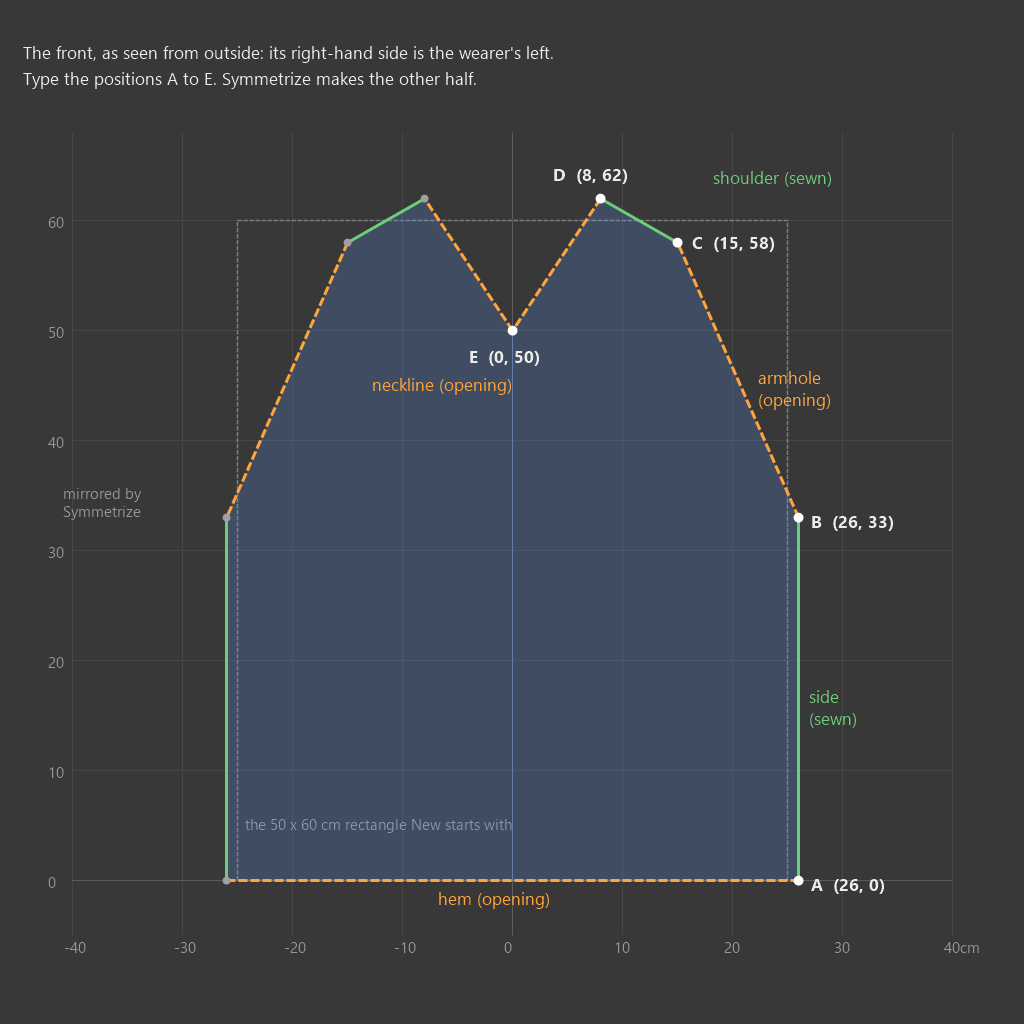 The front, as seen from outside: its right-hand side is the wearer's left.
Type the positions A to E. Symmetrize makes the other half.
D (8, 62)
shoulder (sewn)
60
C (15, 58)
50
E (0, 50)
neckline (opening)
armhole
(opening)
40
mirrored by
Symmetrize
B (26, 33)
30
20
side
(sewn)
10
the 50 x 60 cm rectangle New starts with
0
A (26, 0)
hem (opening)
-40
-30
-20
-10
0
10
20
30
40cm